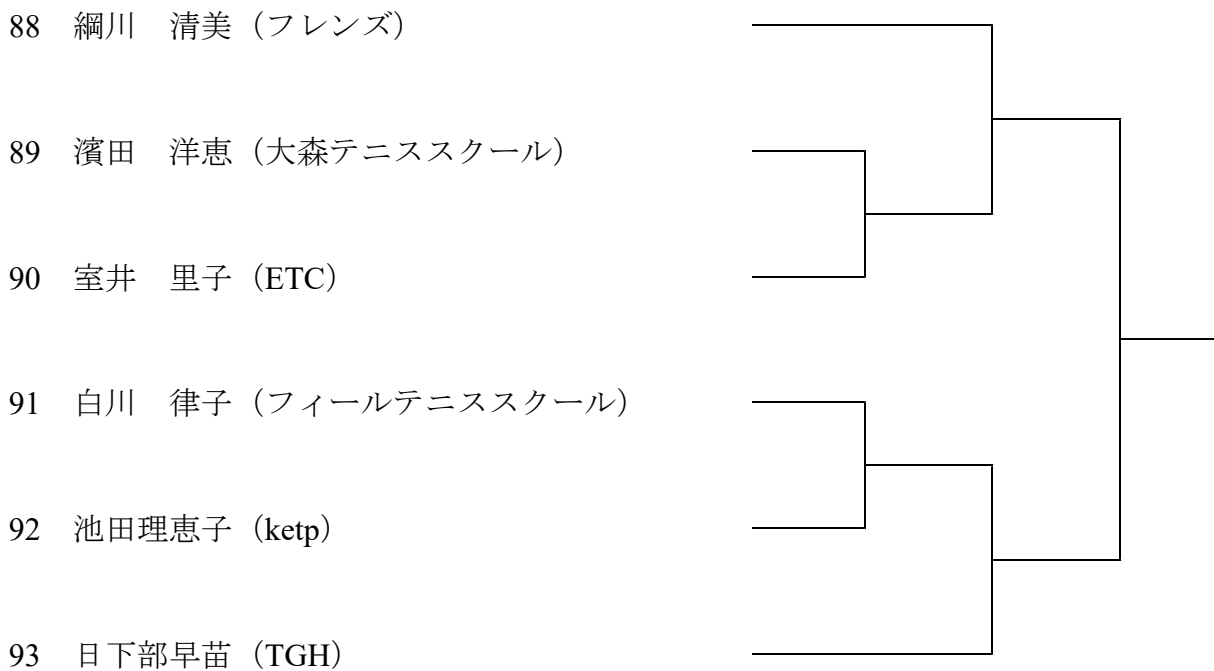 88　綱川　清美（フレンズ）
89　濱田　洋恵（大森テニススクール）
90　室井　里子（ETC）
91　白川　律子（フィールテニススクール）
92　池田理恵子（ketp）
93　日下部早苗（TGH）